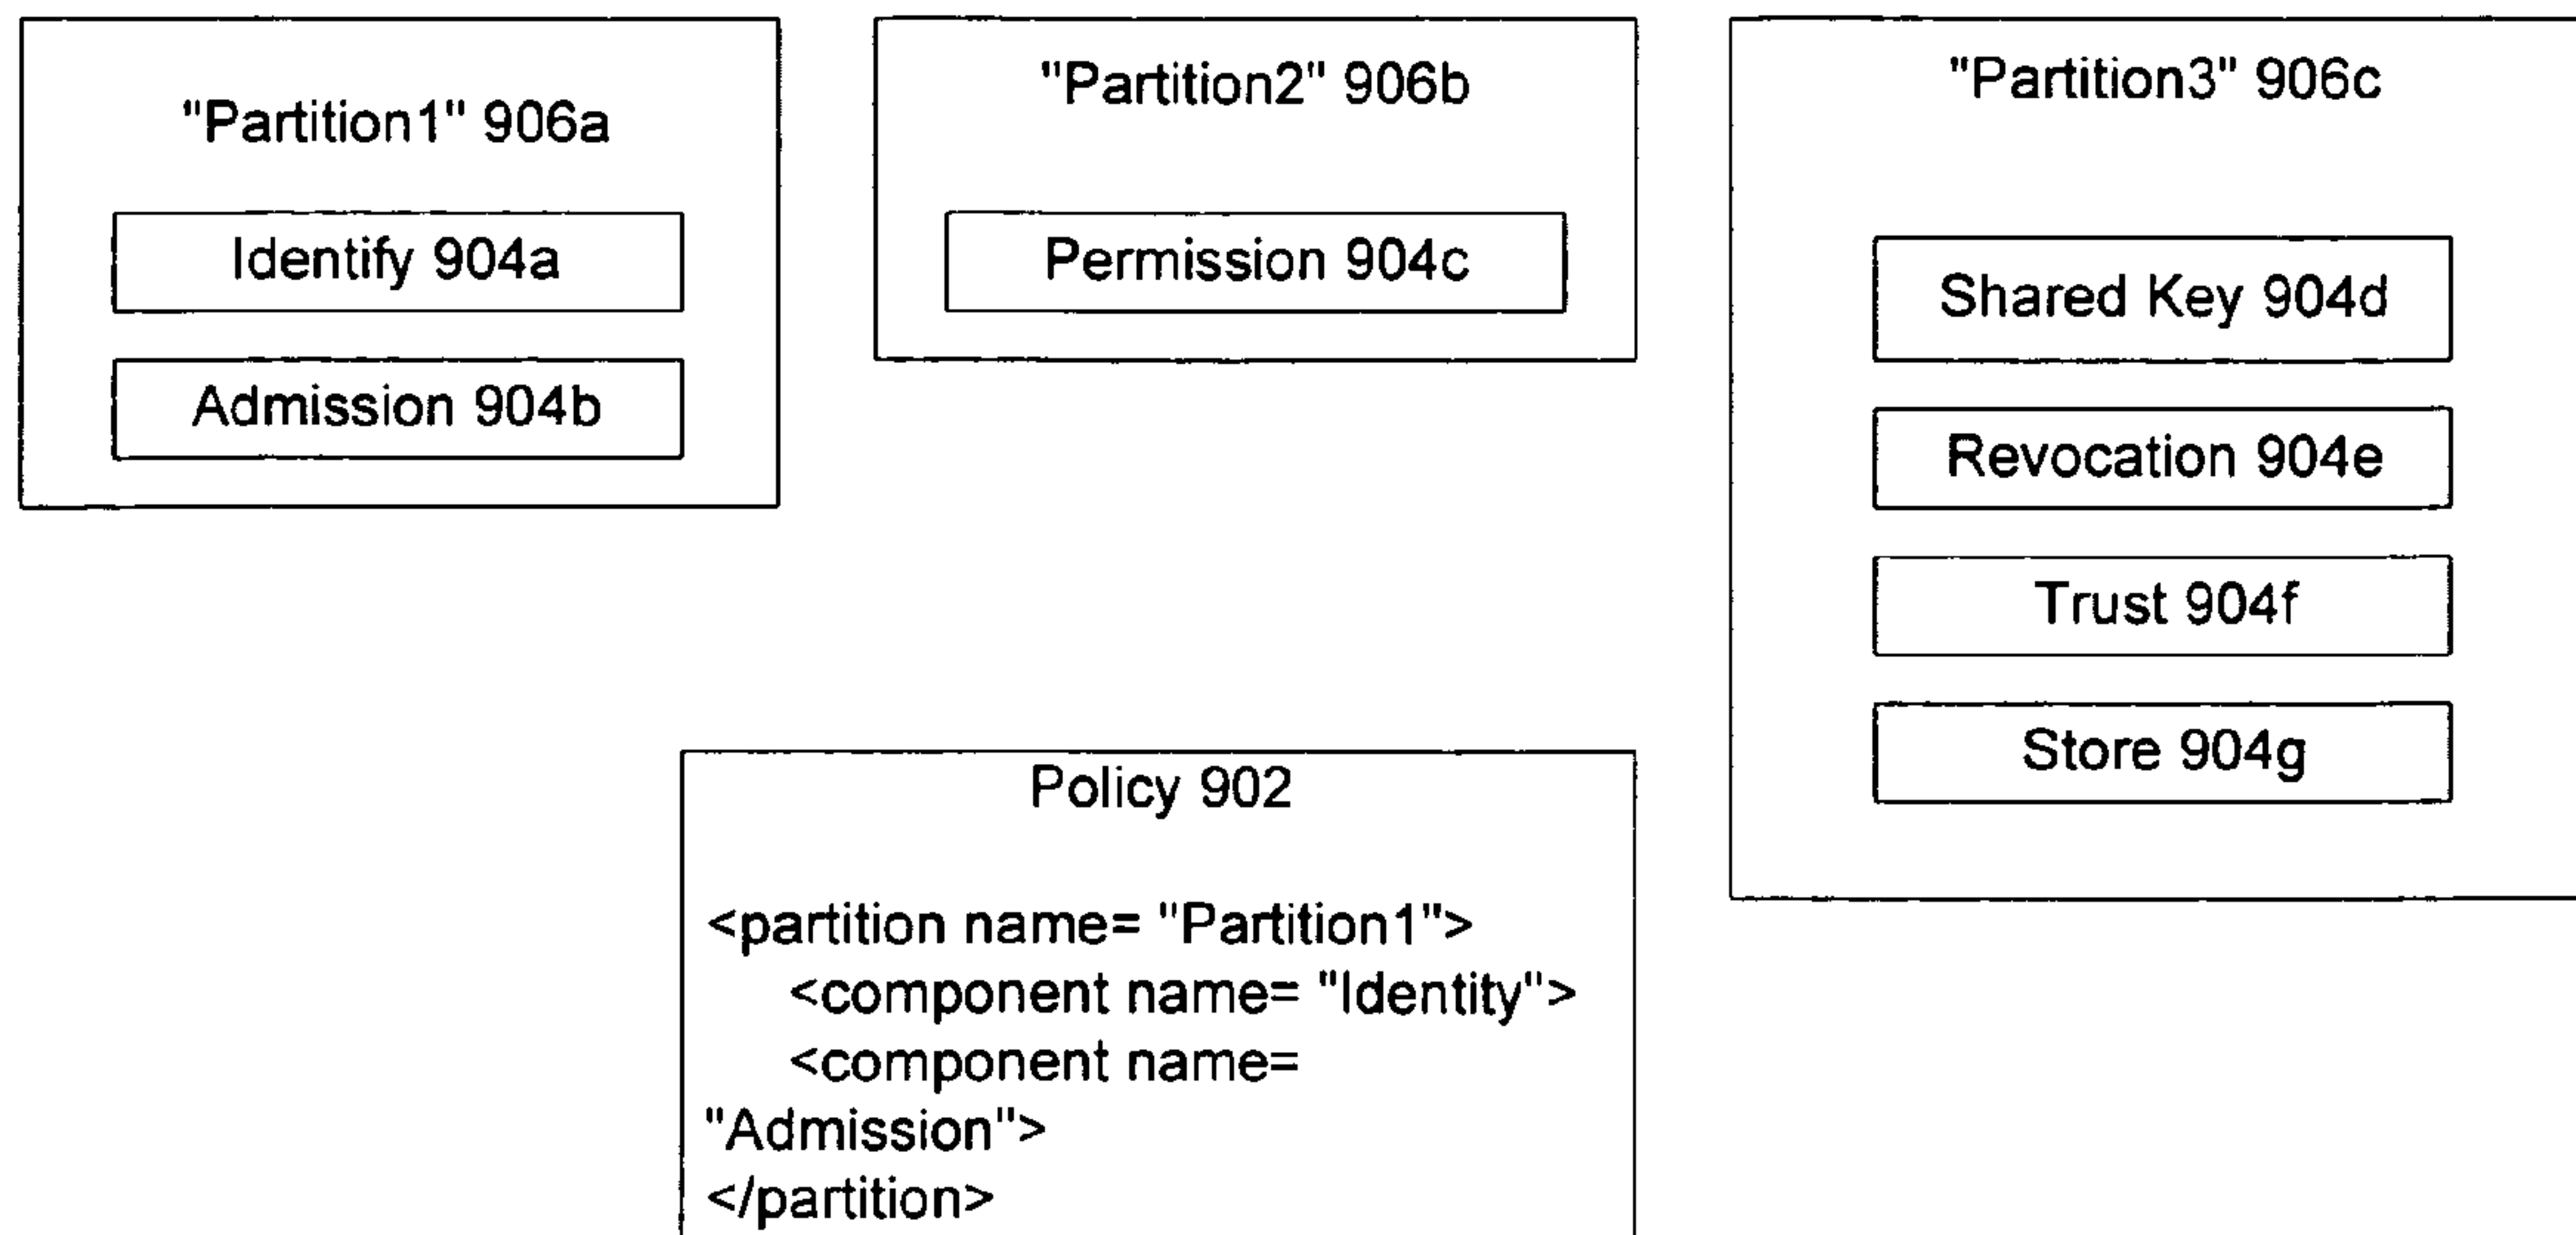 "Partition1" 906a
Identify 904a
Admission 904b
"Partition2" 906b
Permission 904c
"Partition3" 906c
Shared Key 904d
Revocation 904e
Trust 904f
Store 904g
Policy 902
<partition name= "Partition1">
<component name= "Identity">
<component name=
"Admission">
</partition>